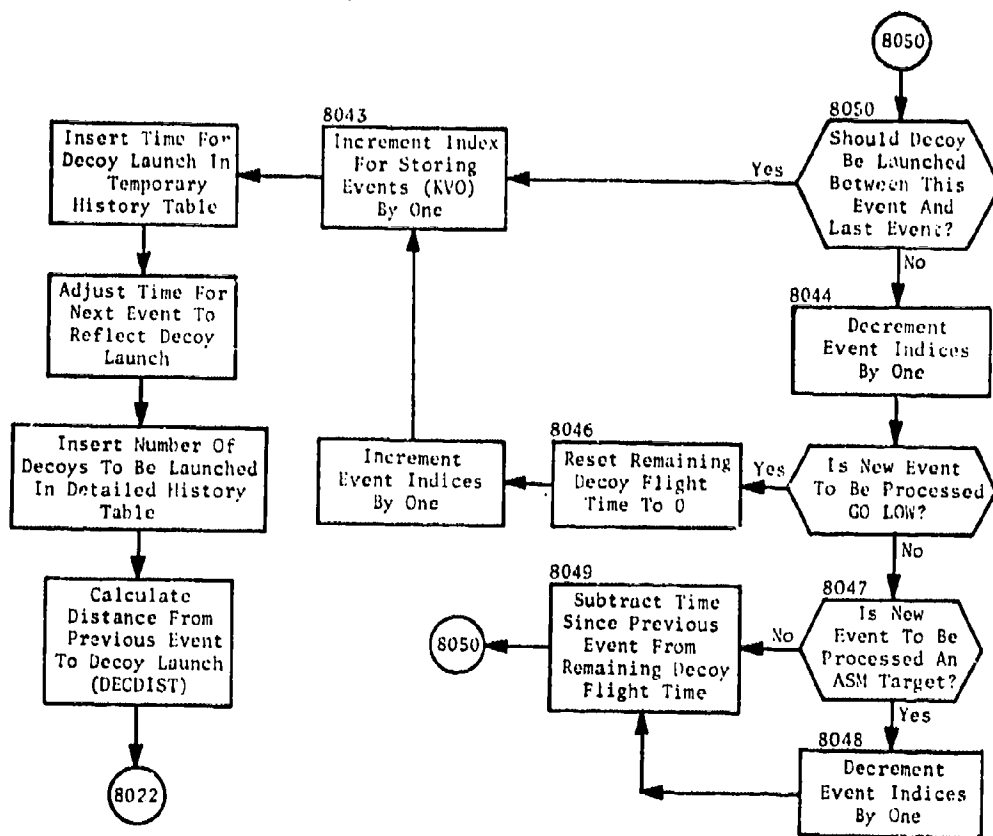 8050
8050
Should Decoy
Be Launched
Between This
Event And
Last Event?
Yes
No
8043
Increment Index
For Storing
Events (KVO)
By One
Insert Time For
Decoy Launch In
Temporary
History Table
Adjust Time For
Next Event To
Reflect Decoy
Launch
Insert Number Of
Decoys To Be Launched
In Detailed History
Table
Calculate
Distance From
Previous Event
To Decoy Launch
(DECDIST)
8022
8044
Decrement
Event Indices
By One
Is New Event
To Be Processed
GO LOW?
Yes
No
8046
Reset Remaining
Decoy Flight
Time To 0
Increment
Event Indices
By One
8047
Is New
Event To Be
Processed An
ASM Target?
No
Yes
8049
Subtract Time
Since Previous
Event From
Remaining Decoy
Flight Time
8050
8048
Decrement
Event Indices
By One